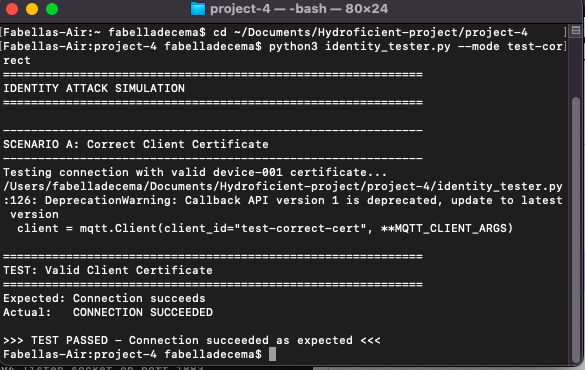 project-4 — -bash — 80×24
[Fabellas-Air:~ fabelladecema$ cd ~/Documents/Hydroficient-project/project-4 ]
[Fabellas-Air:project-4 fabelladecema$ python3 identity_tester.py --mode test-cor]
rect
============================================================
IDENTITY ATTACK SIMULATION
============================================================
------------------------------------------------------------
SCENARIO A: Correct Client Certificate
------------------------------------------------------------
Testing connection with valid device-001 certificate...
/Users/fabelladecema/Documents/Hydroficient-project/project-4/identity_tester.py
:126: DeprecationWarning: Callback API version 1 is deprecated, update to latest
version
client = mqtt.Client(client_id="test-correct-cert", **MQTT_CLIENT_ARGS)
============================================================
TEST: Valid Client Certificate
============================================================
Expected: Connection succeeds
Actual: CONNECTION SUCCEEDED
>>> TEST PASSED - Connection succeeded as expected <<<
Fabellas-Air:project-4 fabelladecema$